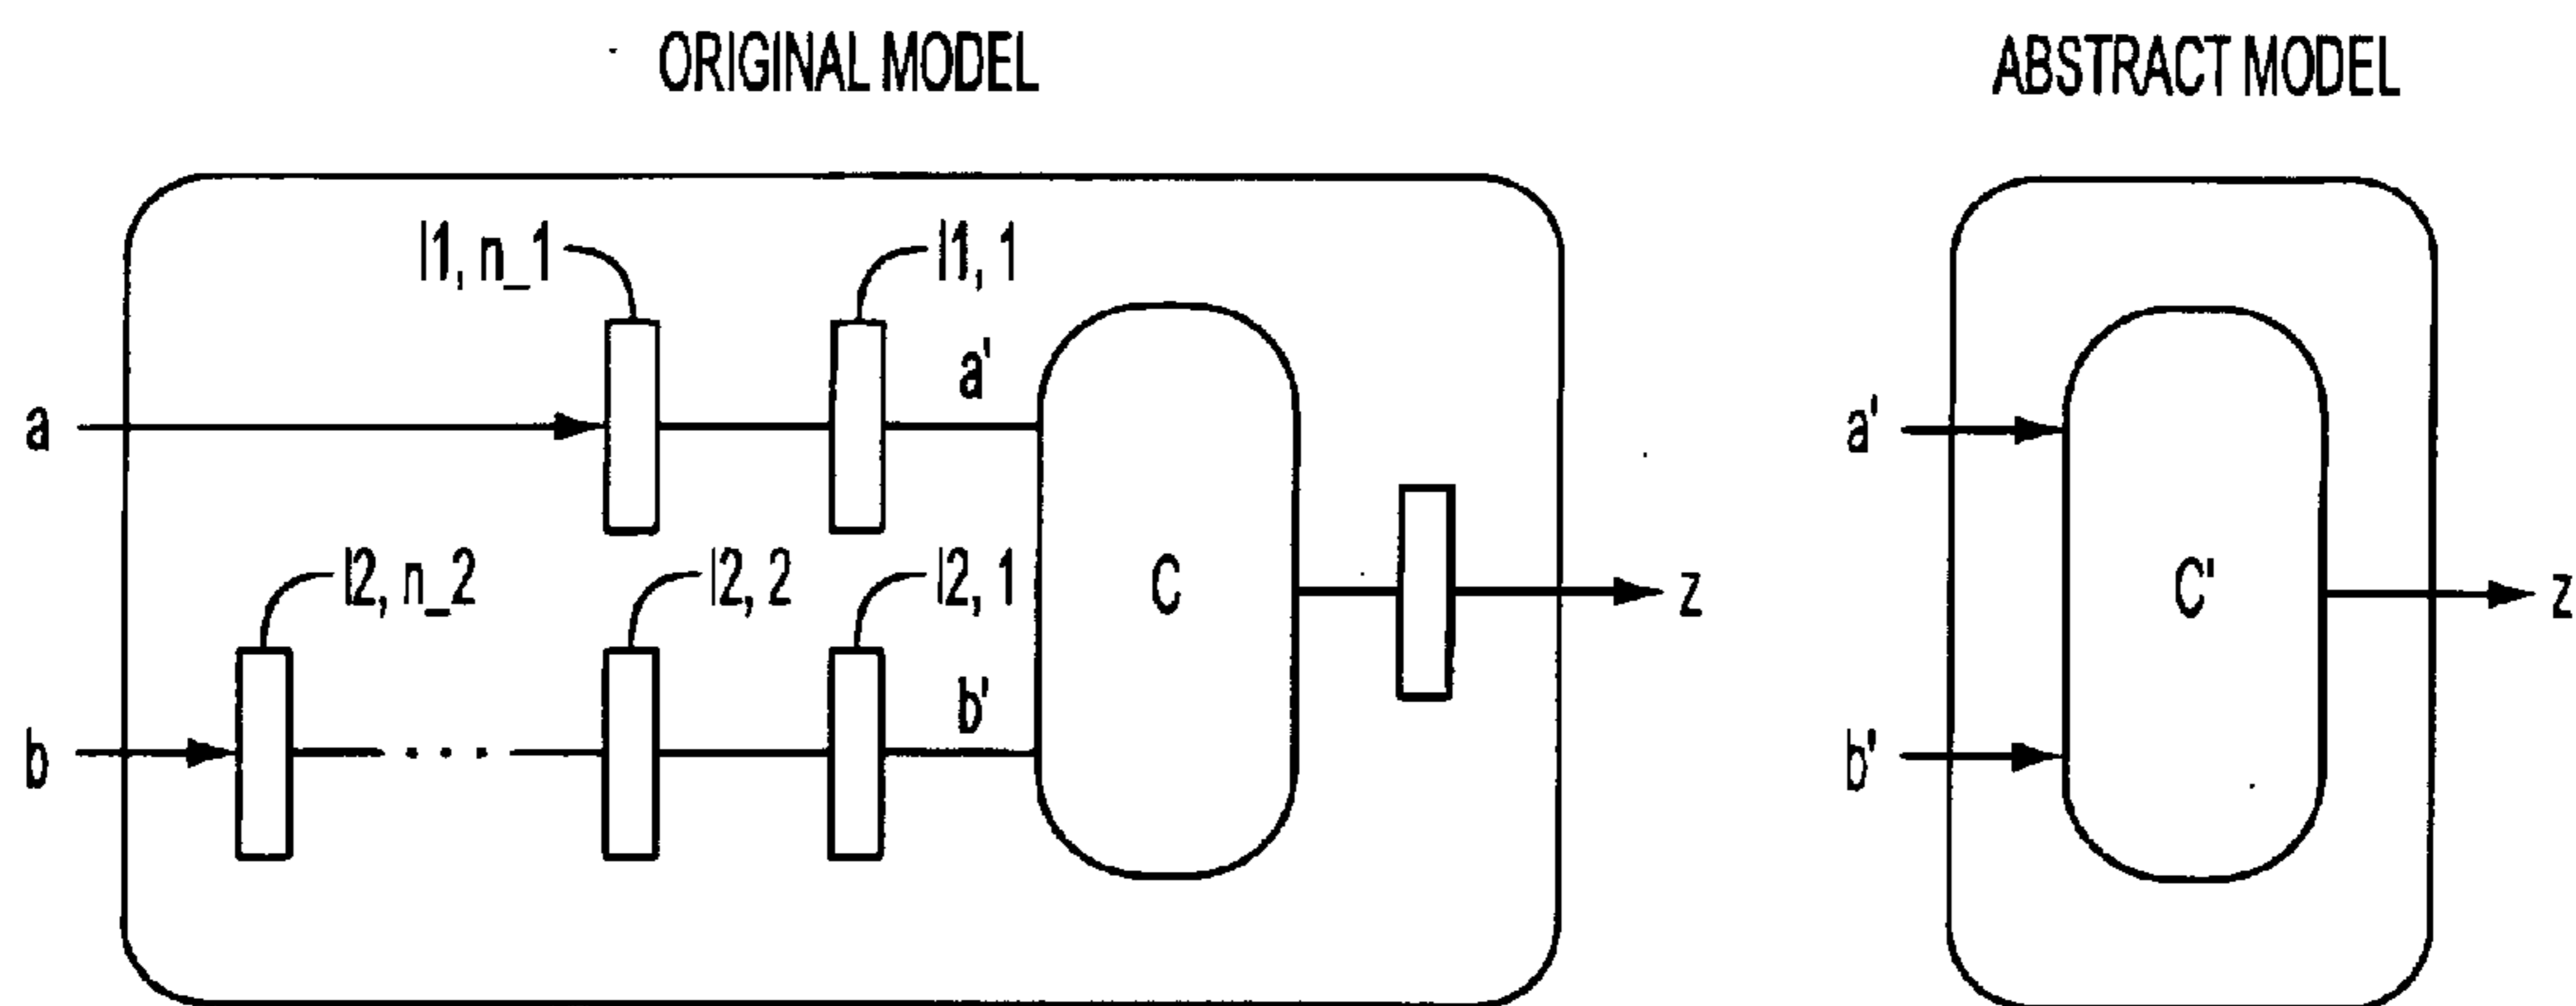 ORIGINAL MODEL
ABSTRACT MODEL
l1, n_1
l1, 1
a'
a
l2, n_2
l2, 2
l2, 1
b'
b
C
z
a'
b'
C'
z